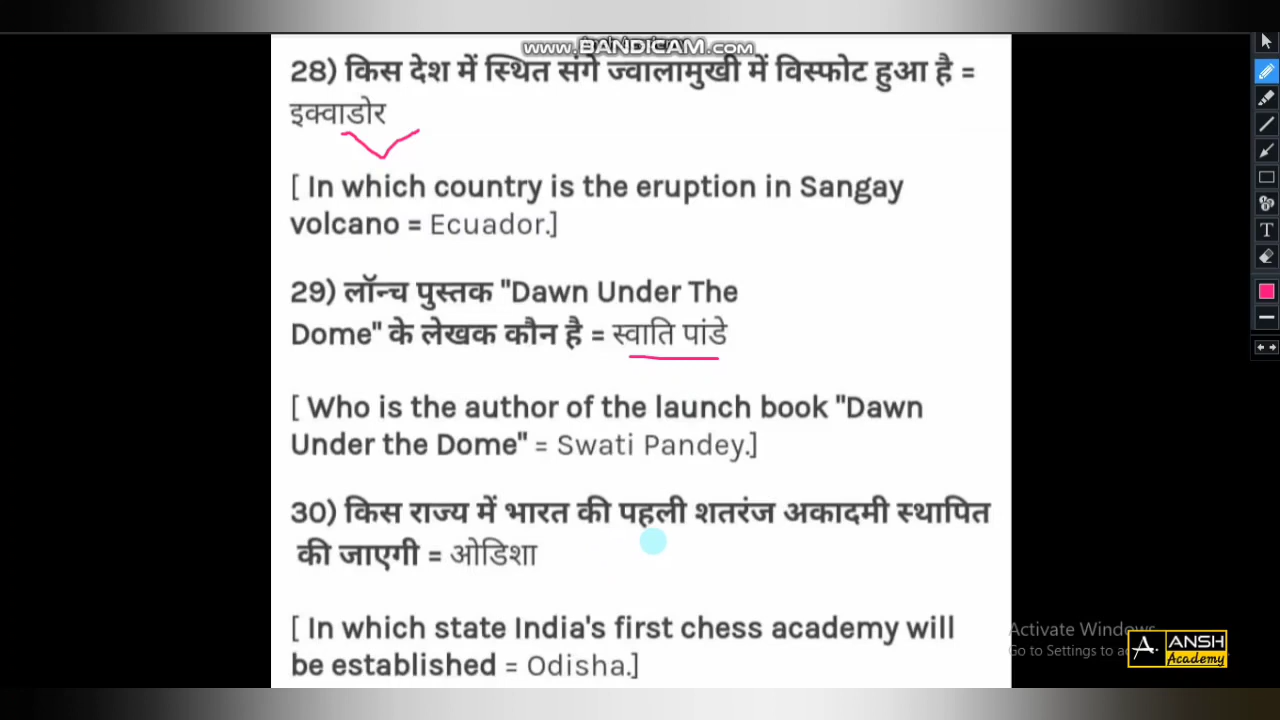 www.BANDICAM.com
28) किस देश में स्थित संगे ज्वालामुखी में विस्फोट हुआ है =
इक्वाडोर
[ In which country is the eruption in Sangay
volcano = Ecuador.]
29) लॉन्च पुस्तक "Dawn Under The
Dome" के लेखक कौन है = स्वाति पांडे
[ Who is the author of the launch book "Dawn
Under the Dome" = Swati Pandey.]
30) किस राज्य में भारत की पहली शतरंज अकादमी स्थापित
की जाएगी = ओडिशा
[ In which state India's first chess academy will
be established = Odisha.]
Activate Windows
Go to Settings to
A. ANSH
Academy
T